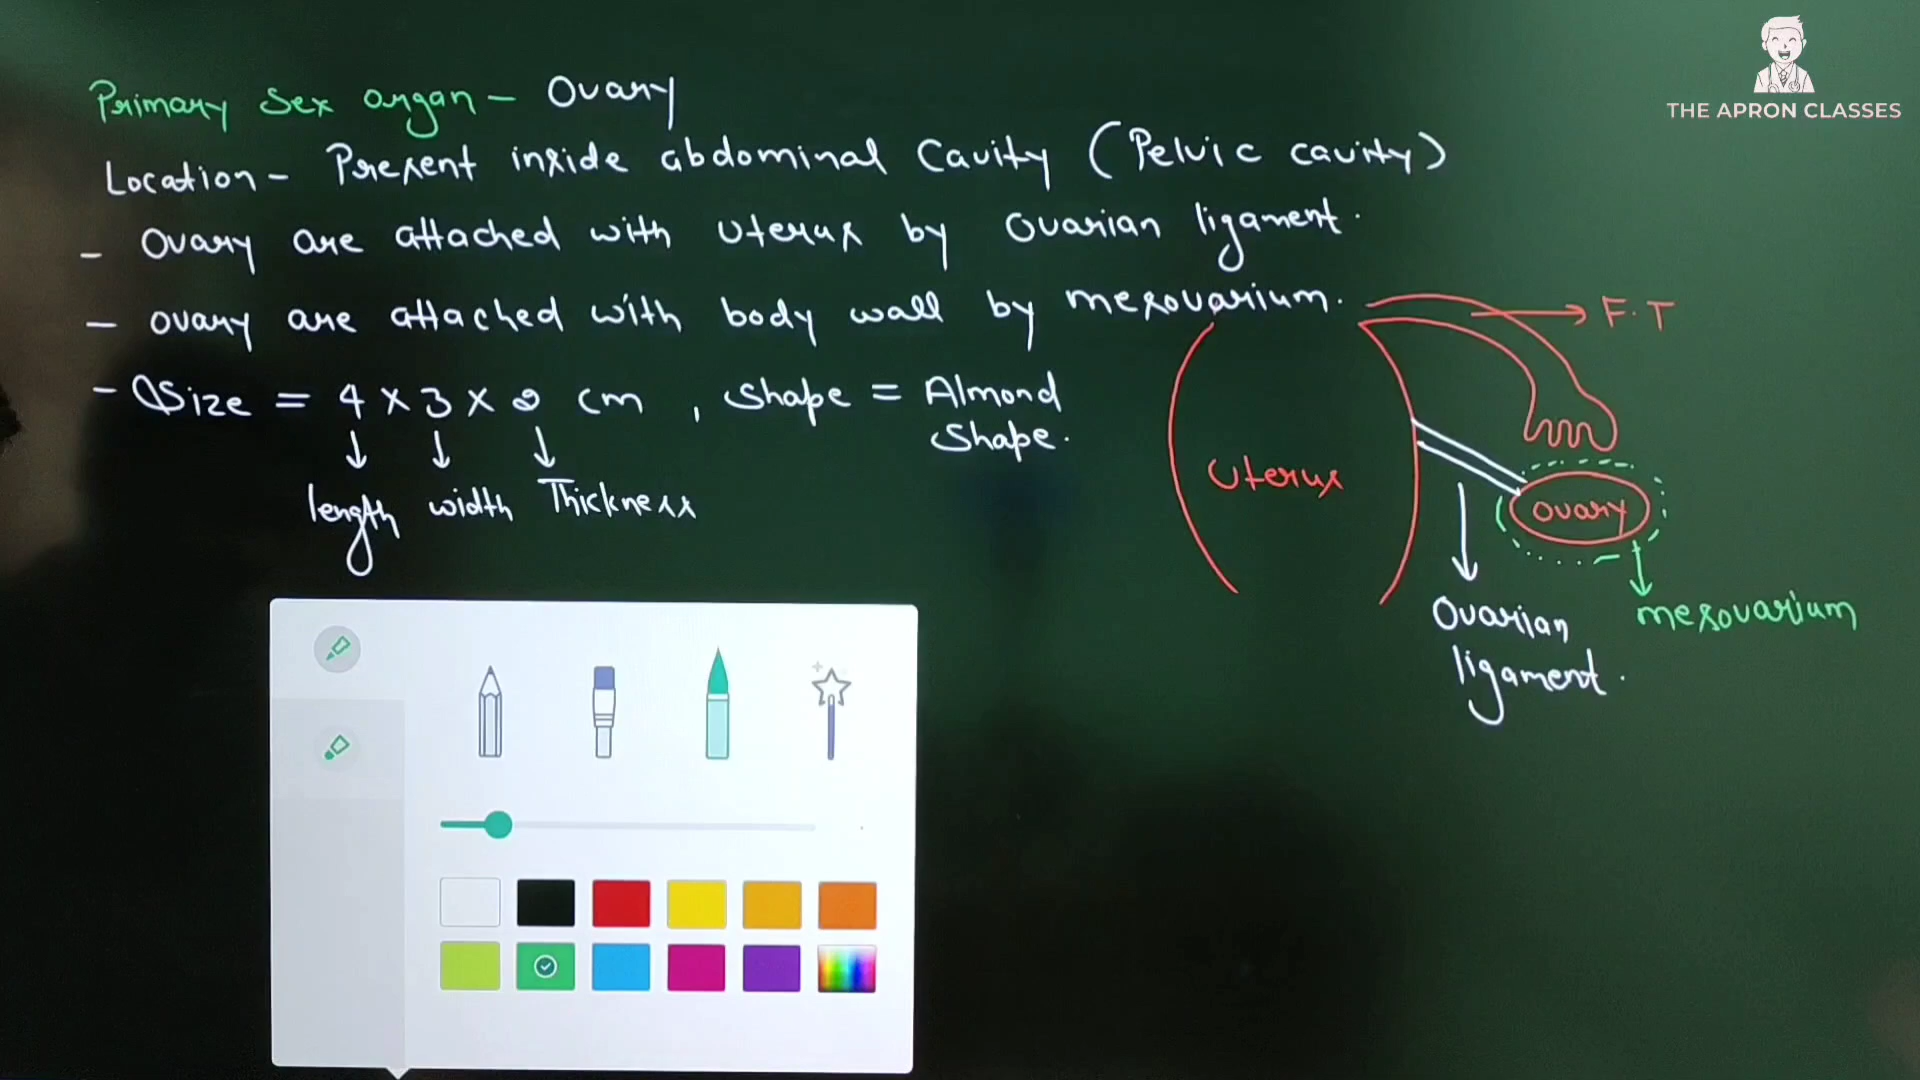 THE APRON CLASSES
Primary Sex organ - Ovary
Location - Present inside abdominal Cavity (Pelvic cavity)
- Ovary are attached with uterus by Ovarian ligament.
- ovary are attached with body wall by mesovarium.
- Size = 4 x 3 x 2 cm , Shape = Almond
Shape.
↓ ↓ ↓
length width Thickness
→ F.T
Uterus
Ovary
Ovarian
ligament.
mesovarium